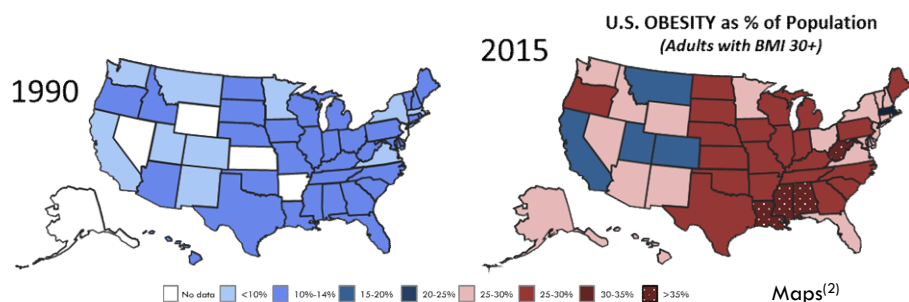 U.S. OBESITY as % of Population
(Adults with BMI 30+)
1990
2015
No data <10% 10%-14% 15-20% 20-25% 25-30% 25-30% 30-35% >35%
Maps(2)